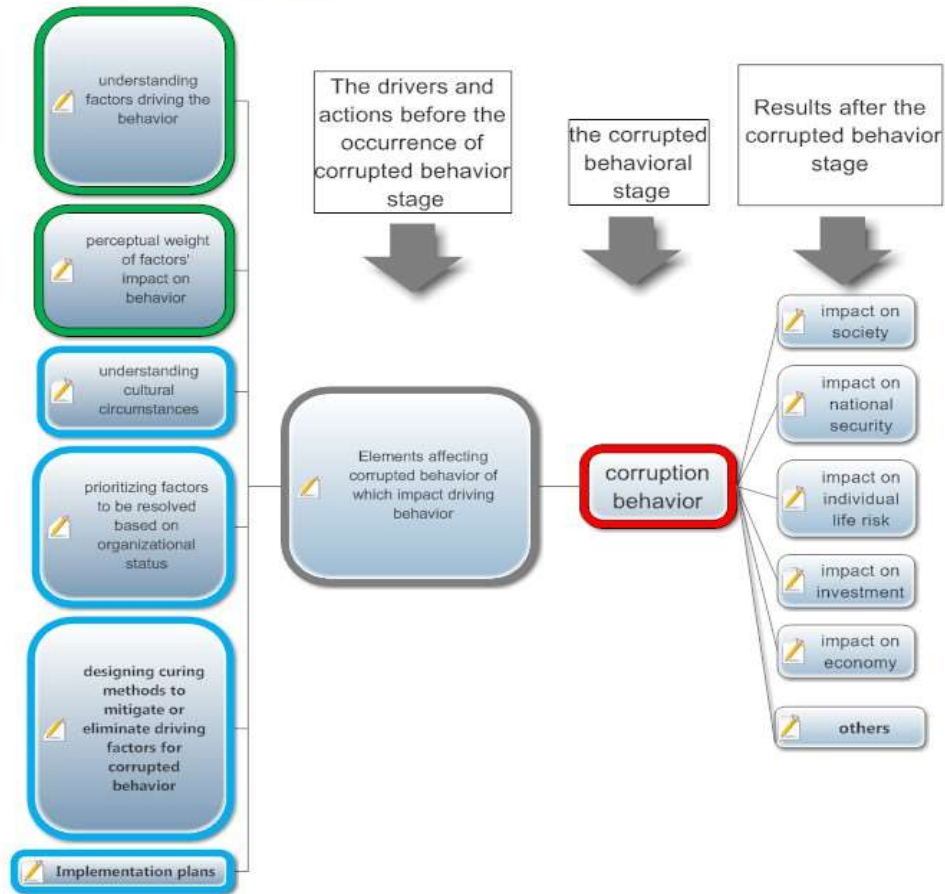 understanding
factors driving the
behavior
perceptual weight
of factors'
impact on
behavior
understanding
cultural
circumstances
prioritizing factors
to be resolved
based on
organizational
status
designing curing
methods to
mitigate or
eliminate driving
factors for
corrupted
behavior
Implementation plans
The drivers and
actions before the
occurrence of
corrupted behavior
stage
Elements affecting
corrupted behavior of
which impact driving
behavior
the corrupted
behavioral
stage
corruption
behavior
Results after the
corrupted behavior
stage
impact on
society
impact on
national
security
impact on
individual
life risk
impact on
investment
impact on
economy
others